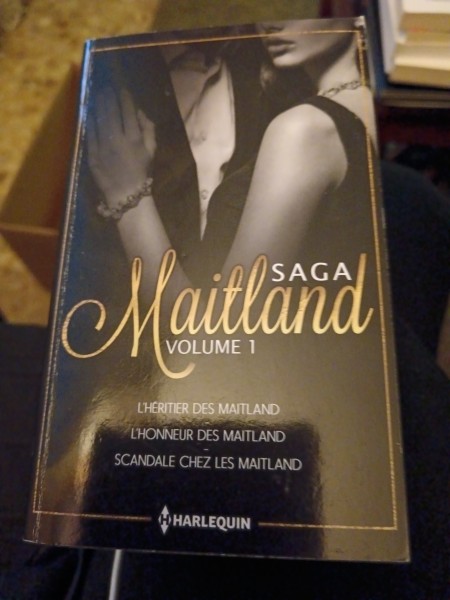 SAGA
Maitland
VOLUME 1
L'HÉRITIER DES MAITLAND
-
L'HONNEUR DES MAITLAND
-
SCANDALE CHEZ LES MAITLAND
H HARLEQUIN